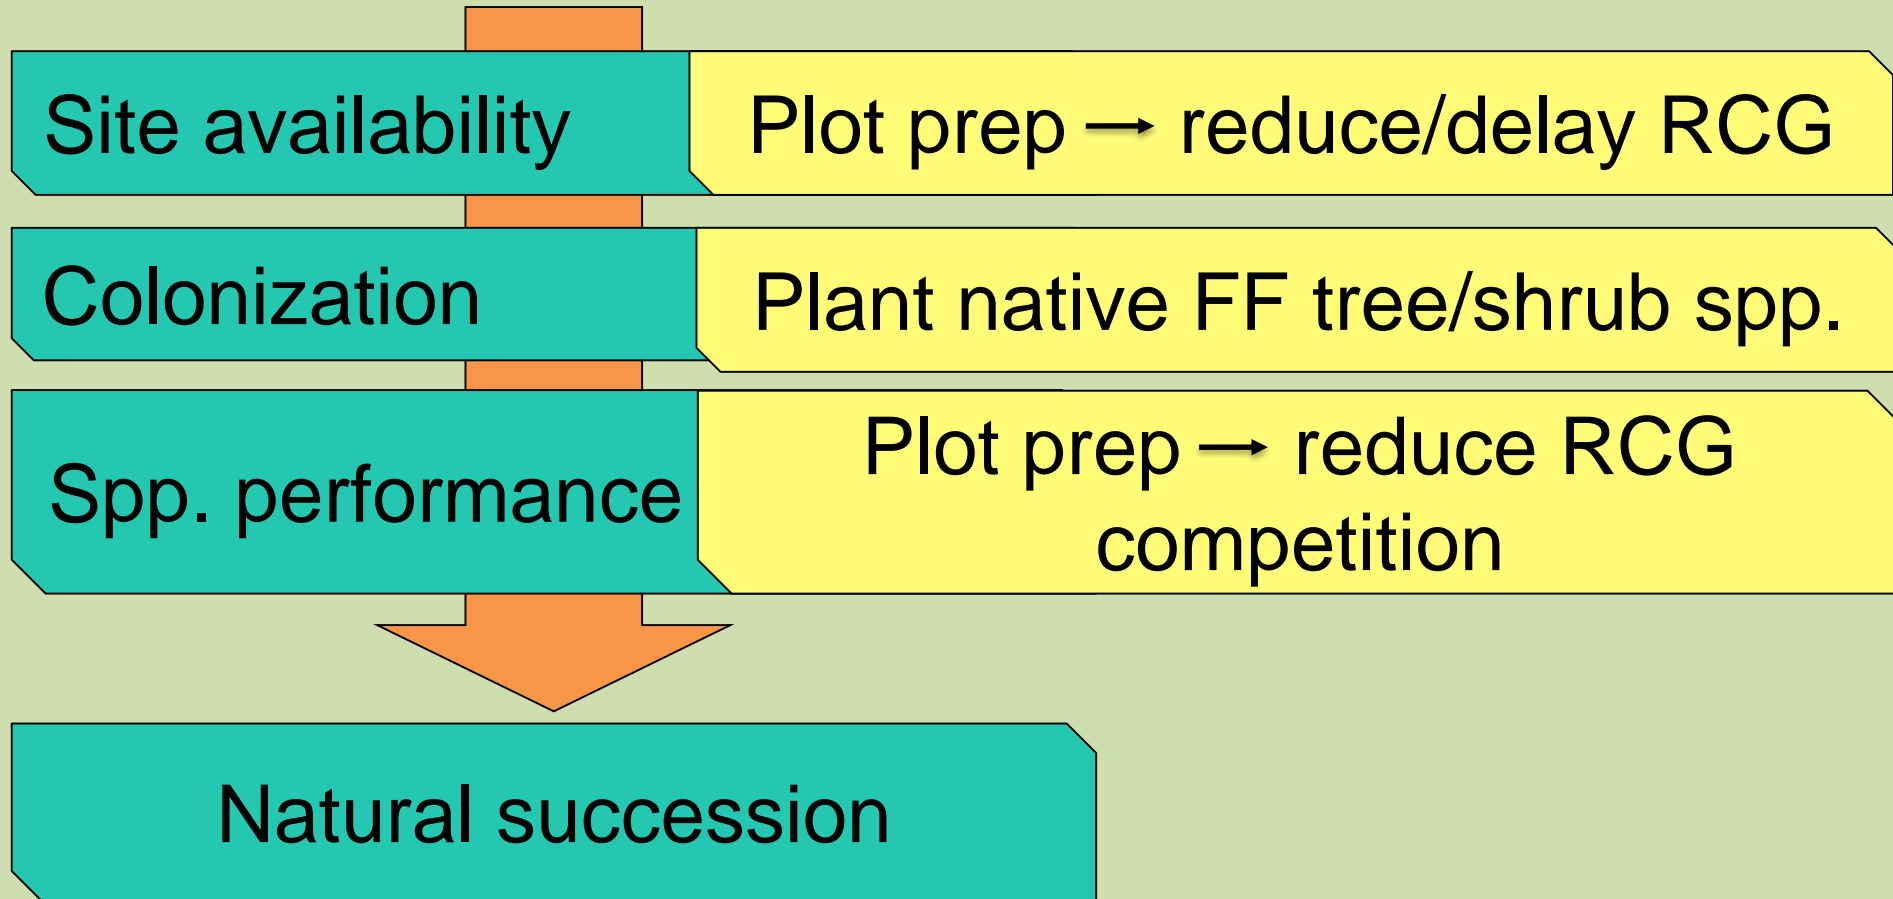 Site availability
Plot prep → reduce/delay RCG
Colonization
Plant native FF tree/shrub spp.
Spp. performance
Plot prep → reduce RCG
competition
Natural succession